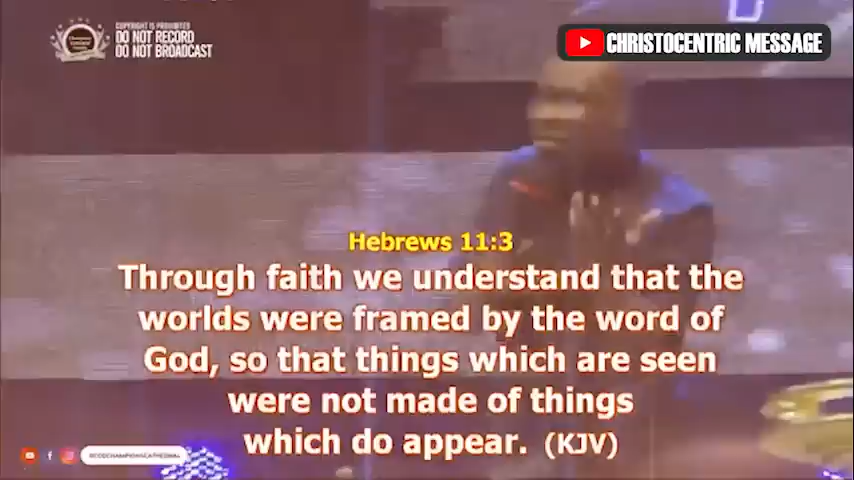 COPYRIGHT IS PROHIBITED
DO NOT RECORD
DO NOT BROADCAST
CHRISTOCENTRIC MESSAGE
Hebrews 11:3
Through faith we understand that the
worlds were framed by the word of
God, so that things which are seen
were not made of things
which do appear. (KJV)